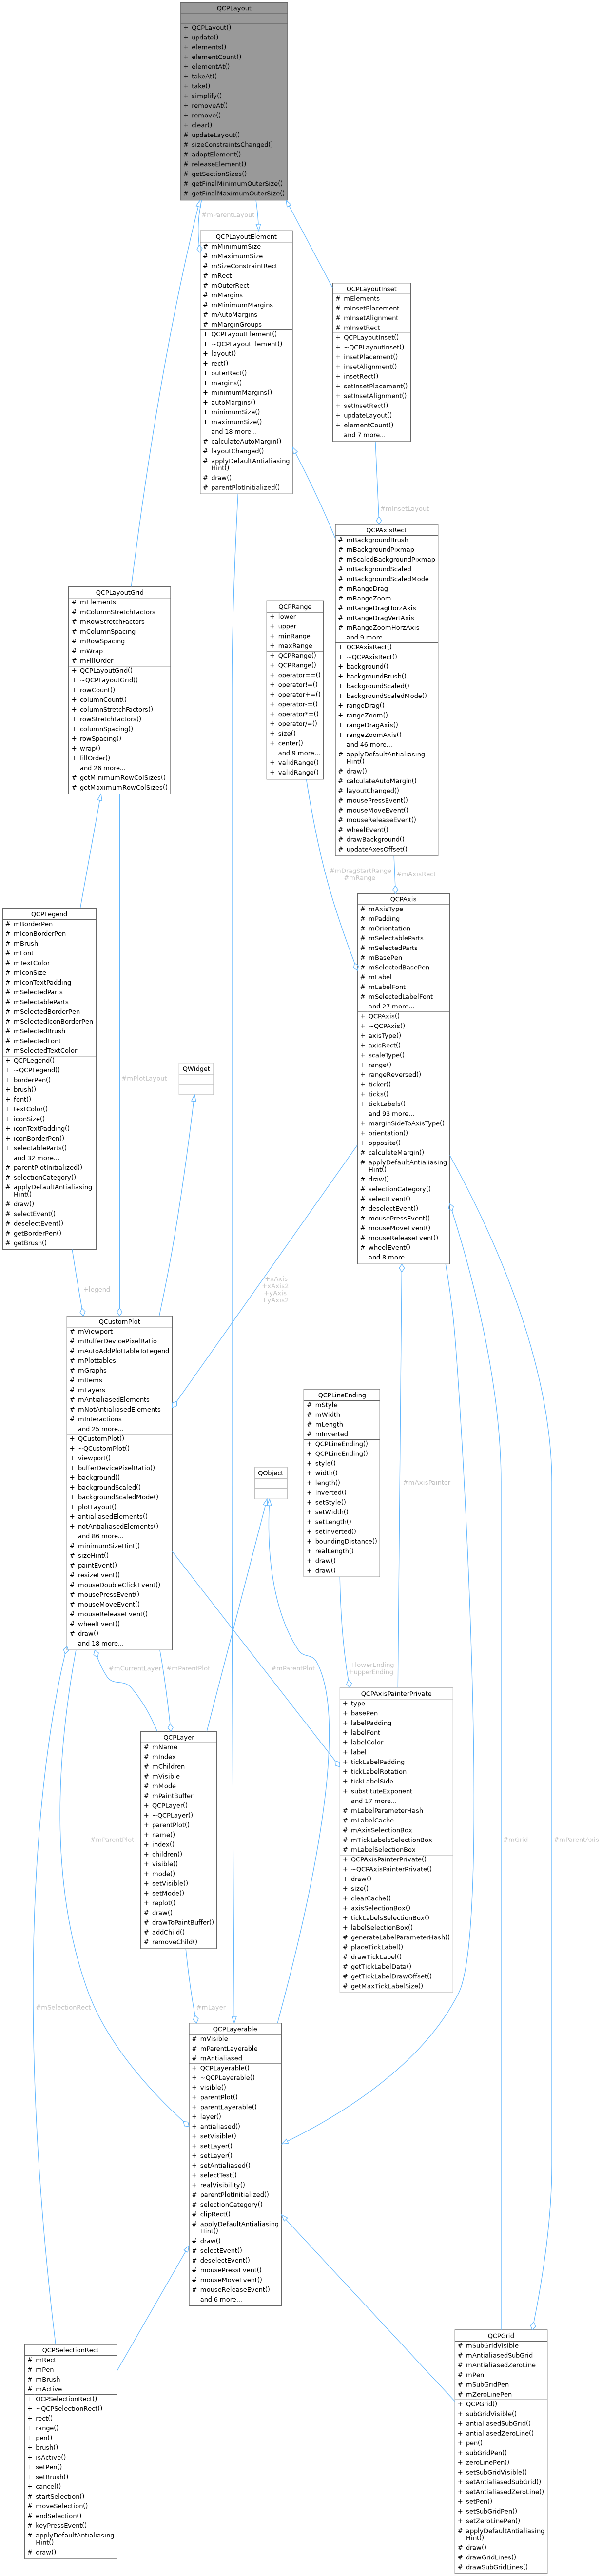 QCPLayout
+ QCPLayout()
+ update()
+ elements()
+ elementCount()
+ elementAt()
+ takeAt()
+ take()
+ simplify()
+ removeAt()
+ remove()
+ clear()
# updateLayout()
# sizeConstraintsChanged()
# adoptElement()
# releaseElement()
# getSectionSizes()
# getFinalMinimumOuterSize()
# getFinalMaximumOuterSize()
#mParentLayout
QCPLayoutElement
# mMinimumSize
# mMaximumSize
# mSizeConstraintRect
# mRect
# mOuterRect
# mMargins
# mMinimumMargins
# mAutoMargins
# mMarginGroups
+ QCPLayoutElement()
+ ~QCPLayoutElement()
+ layout()
+ rect()
+ outerRect()
+ margins()
+ minimumMargins()
+ autoMargins()
+ minimumSize()
+ maximumSize()
and 18 more...
# calculateAutoMargin()
# layoutChanged()
# applyDefaultAntialiasing
Hint()
# draw()
# parentPlotInitialized()
QCPLayoutInset
# mElements
# mInsetPlacement
# mInsetAlignment
# mInsetRect
+ QCPLayoutInset()
+ ~QCPLayoutInset()
+ insetPlacement()
+ insetAlignment()
+ insetRect()
+ setInsetPlacement()
+ setInsetAlignment()
+ setInsetRect()
+ updateLayout()
+ elementCount()
and 7 more...
#mInsetLayout
QCPAxisRect
# mBackgroundBrush
# mBackgroundPixmap
# mScaledBackgroundPixmap
# mBackgroundScaled
# mBackgroundScaledMode
# mRangeDrag
# mRangeZoom
# mRangeDragHorzAxis
# mRangeDragVertAxis
# mRangeZoomHorzAxis
and 9 more...
+ QCPAxisRect()
+ ~QCPAxisRect()
+ background()
+ backgroundBrush()
+ backgroundScaled()
+ backgroundScaledMode()
+ rangeDrag()
+ rangeZoom()
+ rangeDragAxis()
+ rangeZoomAxis()
and 46 more...
# applyDefaultAntialiasing
Hint()
# draw()
# calculateAutoMargin()
# layoutChanged()
# mousePressEvent()
# mouseMoveEvent()
# mouseReleaseEvent()
# wheelEvent()
# drawBackground()
# updateAxesOffset()
QCPLayoutGrid
# mElements
# mColumnStretchFactors
# mRowStretchFactors
# mColumnSpacing
# mRowSpacing
# mWrap
# mFillOrder
+ QCPLayoutGrid()
+ ~QCPLayoutGrid()
+ rowCount()
+ columnCount()
+ columnStretchFactors()
+ rowStretchFactors()
+ columnSpacing()
+ rowSpacing()
+ wrap()
+ fillOrder()
and 26 more...
# getMinimumRowColSizes()
# getMaximumRowColSizes()
QCPRange
+ lower
+ upper
+ minRange
+ maxRange
+ QCPRange()
+ QCPRange()
+ operator==()
+ operator!=()
+ operator+=()
+ operator-=()
+ operator*=()
+ operator/=()
+ size()
+ center()
and 9 more...
+ validRange()
+ validRange()
#mDragStartRange
#mRange
#mAxisRect
QCPAxis
# mAxisType
# mPadding
# mOrientation
# mSelectableParts
# mSelectedParts
# mBasePen
# mSelectedBasePen
# mLabel
# mLabelFont
# mSelectedLabelFont
and 27 more...
+ QCPAxis()
+ ~QCPAxis()
+ axisType()
+ axisRect()
+ scaleType()
+ range()
+ rangeReversed()
+ ticker()
+ ticks()
+ tickLabels()
and 93 more...
+ marginSideToAxisType()
+ orientation()
+ opposite()
# calculateMargin()
# applyDefaultAntialiasing
Hint()
# draw()
# selectionCategory()
# selectEvent()
# deselectEvent()
# mousePressEvent()
# mouseMoveEvent()
# mouseReleaseEvent()
# wheelEvent()
and 8 more...
QCPLegend
# mBorderPen
# mIconBorderPen
# mBrush
# mFont
# mTextColor
# mIconSize
# mIconTextPadding
# mSelectedParts
# mSelectableParts
# mSelectedBorderPen
# mSelectedIconBorderPen
# mSelectedBrush
# mSelectedFont
# mSelectedTextColor
+ QCPLegend()
+ ~QCPLegend()
+ borderPen()
+ brush()
+ font()
+ textColor()
+ iconSize()
+ iconTextPadding()
+ iconBorderPen()
+ selectableParts()
and 32 more...
# parentPlotInitialized()
# selectionCategory()
# applyDefaultAntialiasing
Hint()
# draw()
# selectEvent()
# deselectEvent()
# getBorderPen()
# getBrush()
QWidget
#mPlotLayout
+legend
+xAxis
+xAxis2
+yAxis
+yAxis2
QCustomPlot
# mViewport
# mBufferDevicePixelRatio
# mAutoAddPlottableToLegend
# mPlottables
# mGraphs
# mItems
# mLayers
# mAntialiasedElements
# mNotAntialiasedElements
# mInteractions
and 25 more...
+ QCustomPlot()
+ ~QCustomPlot()
+ viewport()
+ bufferDevicePixelRatio()
+ background()
+ backgroundScaled()
+ backgroundScaledMode()
+ plotLayout()
+ antialiasedElements()
+ notAntialiasedElements()
and 86 more...
# minimumSizeHint()
# sizeHint()
# paintEvent()
# resizeEvent()
# mouseDoubleClickEvent()
# mousePressEvent()
# mouseMoveEvent()
# mouseReleaseEvent()
# wheelEvent()
# draw()
and 18 more...
QCPLineEnding
# mStyle
# mWidth
# mLength
# mInverted
+ QCPLineEnding()
+ QCPLineEnding()
+ style()
+ width()
+ length()
+ inverted()
+ setStyle()
+ setWidth()
+ setLength()
+ setInverted()
+ boundingDistance()
+ realLength()
+ draw()
+ draw()
QObject
#mAxisPainter
+lowerEnding
+upperEnding
#mCurrentLayer
#mParentPlot
#mParentPlot
QCPAxisPainterPrivate
+ type
+ basePen
+ labelPadding
+ labelFont
+ labelColor
+ label
+ tickLabelPadding
+ tickLabelRotation
+ tickLabelSide
+ substituteExponent
and 17 more...
# mLabelParameterHash
# mLabelCache
# mAxisSelectionBox
# mTickLabelsSelectionBox
# mLabelSelectionBox
+ QCPAxisPainterPrivate()
+ ~QCPAxisPainterPrivate()
+ draw()
+ size()
+ clearCache()
+ axisSelectionBox()
+ tickLabelsSelectionBox()
+ labelSelectionBox()
# generateLabelParameterHash()
# placeTickLabel()
# drawTickLabel()
# getTickLabelData()
# getTickLabelDrawOffset()
# getMaxTickLabelSize()
QCPLayer
# mName
# mIndex
# mChildren
# mVisible
# mMode
# mPaintBuffer
+ QCPLayer()
+ ~QCPLayer()
+ parentPlot()
+ name()
+ index()
+ children()
+ visible()
+ mode()
+ setVisible()
+ setMode()
+ replot()
# draw()
# drawToPaintBuffer()
# addChild()
# removeChild()
#mParentPlot
#mGrid
#mParentAxis
#mSelectionRect
#mLayer
QCPLayerable
# mVisible
# mParentLayerable
# mAntialiased
+ QCPLayerable()
+ ~QCPLayerable()
+ visible()
+ parentPlot()
+ parentLayerable()
+ layer()
+ antialiased()
+ setVisible()
+ setLayer()
+ setLayer()
+ setAntialiased()
+ selectTest()
+ realVisibility()
# parentPlotInitialized()
# selectionCategory()
# clipRect()
# applyDefaultAntialiasing
Hint()
# draw()
# selectEvent()
# deselectEvent()
# mousePressEvent()
# mouseMoveEvent()
# mouseReleaseEvent()
and 6 more...
QCPSelectionRect
# mRect
# mPen
# mBrush
# mActive
+ QCPSelectionRect()
+ ~QCPSelectionRect()
+ rect()
+ range()
+ pen()
+ brush()
+ isActive()
+ setPen()
+ setBrush()
+ cancel()
# startSelection()
# moveSelection()
# endSelection()
# keyPressEvent()
# applyDefaultAntialiasing
Hint()
# draw()
QCPGrid
# mSubGridVisible
# mAntialiasedSubGrid
# mAntialiasedZeroLine
# mPen
# mSubGridPen
# mZeroLinePen
+ QCPGrid()
+ subGridVisible()
+ antialiasedSubGrid()
+ antialiasedZeroLine()
+ pen()
+ subGridPen()
+ zeroLinePen()
+ setSubGridVisible()
+ setAntialiasedSubGrid()
+ setAntialiasedZeroLine()
+ setPen()
+ setSubGridPen()
+ setZeroLinePen()
# applyDefaultAntialiasing
Hint()
# draw()
# drawGridLines()
# drawSubGridLines()